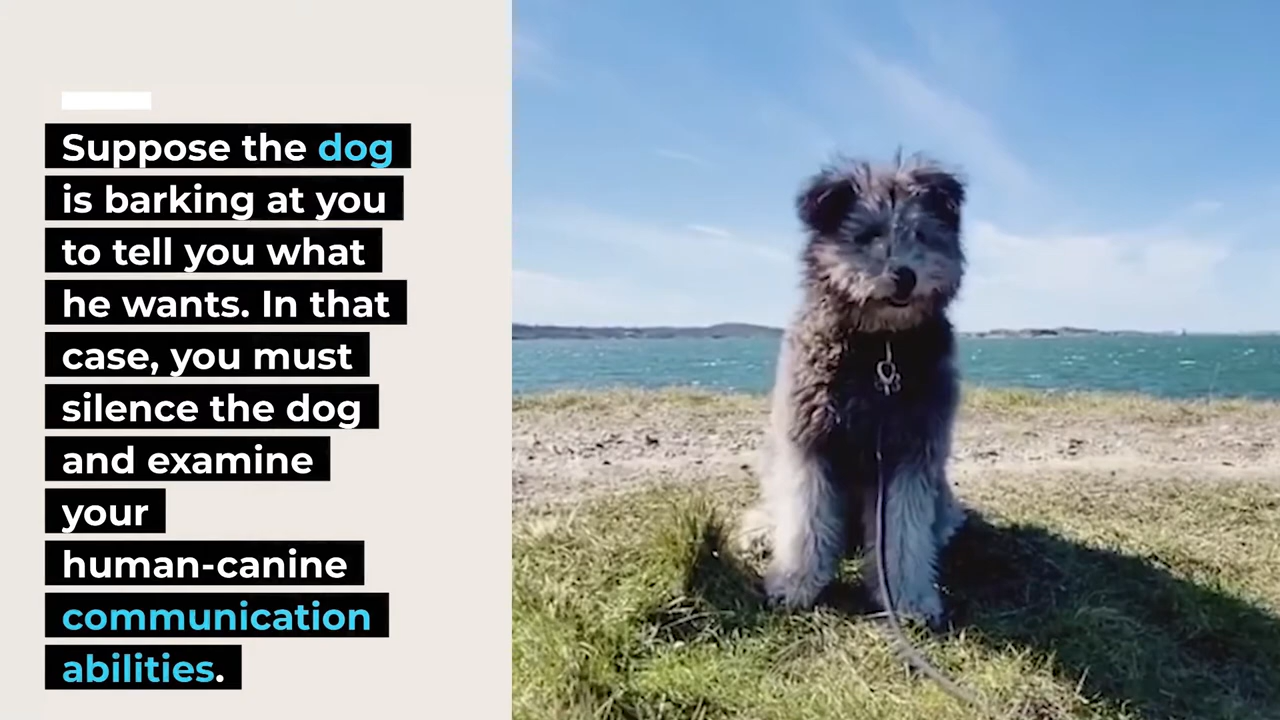 Suppose the dog
is barking at you
to tell you what
he wants. In that
case, you must
silence the dog
and examine
your
human-canine
communication
abilities.